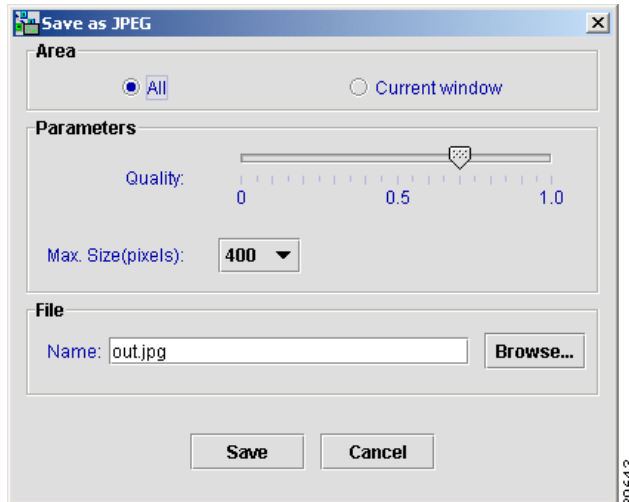 Save as JPEG
Area
All
Current window
Parameters
Quality:
0 0.5 1.0
Max. Size(pixels):
400
File
Name:
out.jpg
Browse...
Save
Cancel